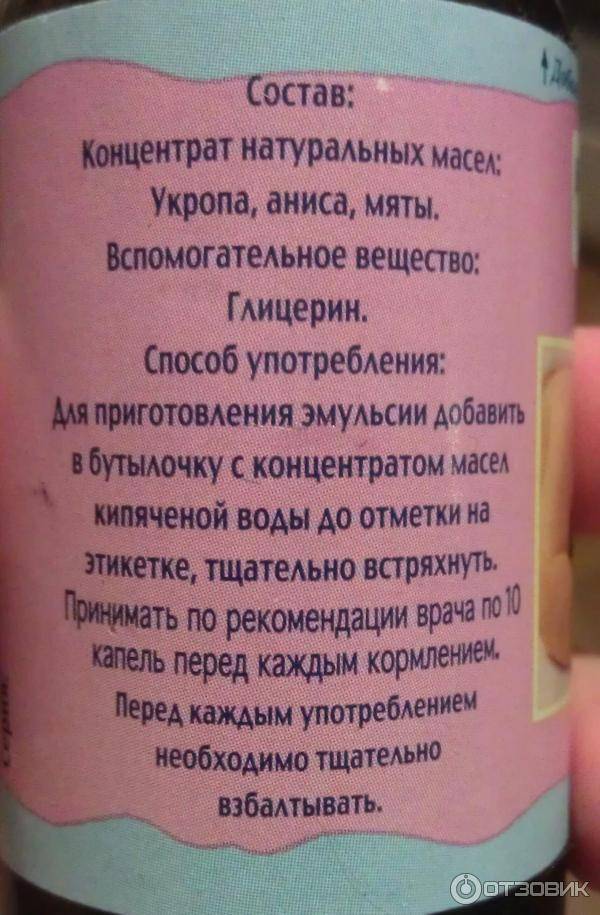 Состав:
Концентрат натуральных масел:
Укропа, аниса, мяты.
Вспомогательное вещество:
Глицерин.
Способ употребления:
Для приготовления эмульсии добавить
в бутылочку с концентратом масел
кипяченой воды до отметки на
этикетке, тщательно встряхнуть.
Принимать по рекомендации врача по 10
капель перед каждым кормлением.
Перед каждым употреблением
необходимо тщательно
взбалтывать.
Серия:
ОТЗОВИК